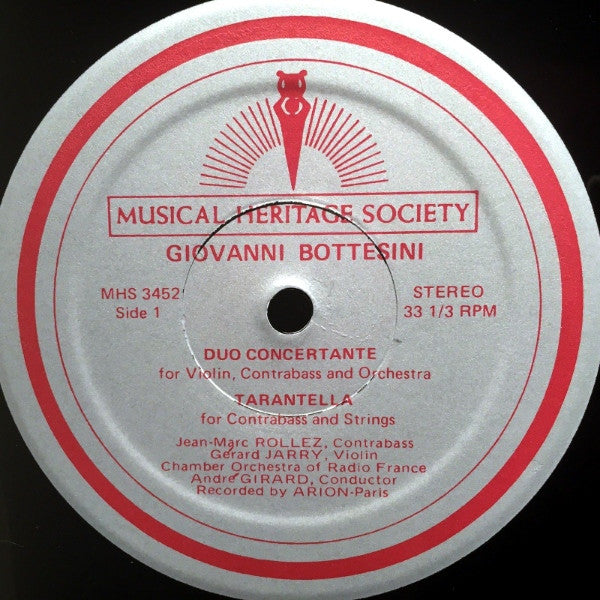 MUSICAL HERITAGE SOCIETY
GIOVANNI BOTTESINI
MHS 3452 STEREO
Side 1 33 1/3 RPM
DUO CONCERTANTE
for Violin, Contrabass and Orchestra
TARANTELLA
for Contrabass and Strings
Jean-Marc ROLLEZ, Contrabass
Gérard JARRY, Violin
Chamber Orchestra of Radio France
André GIRARD, Conductor
Recorded by ARION-Paris